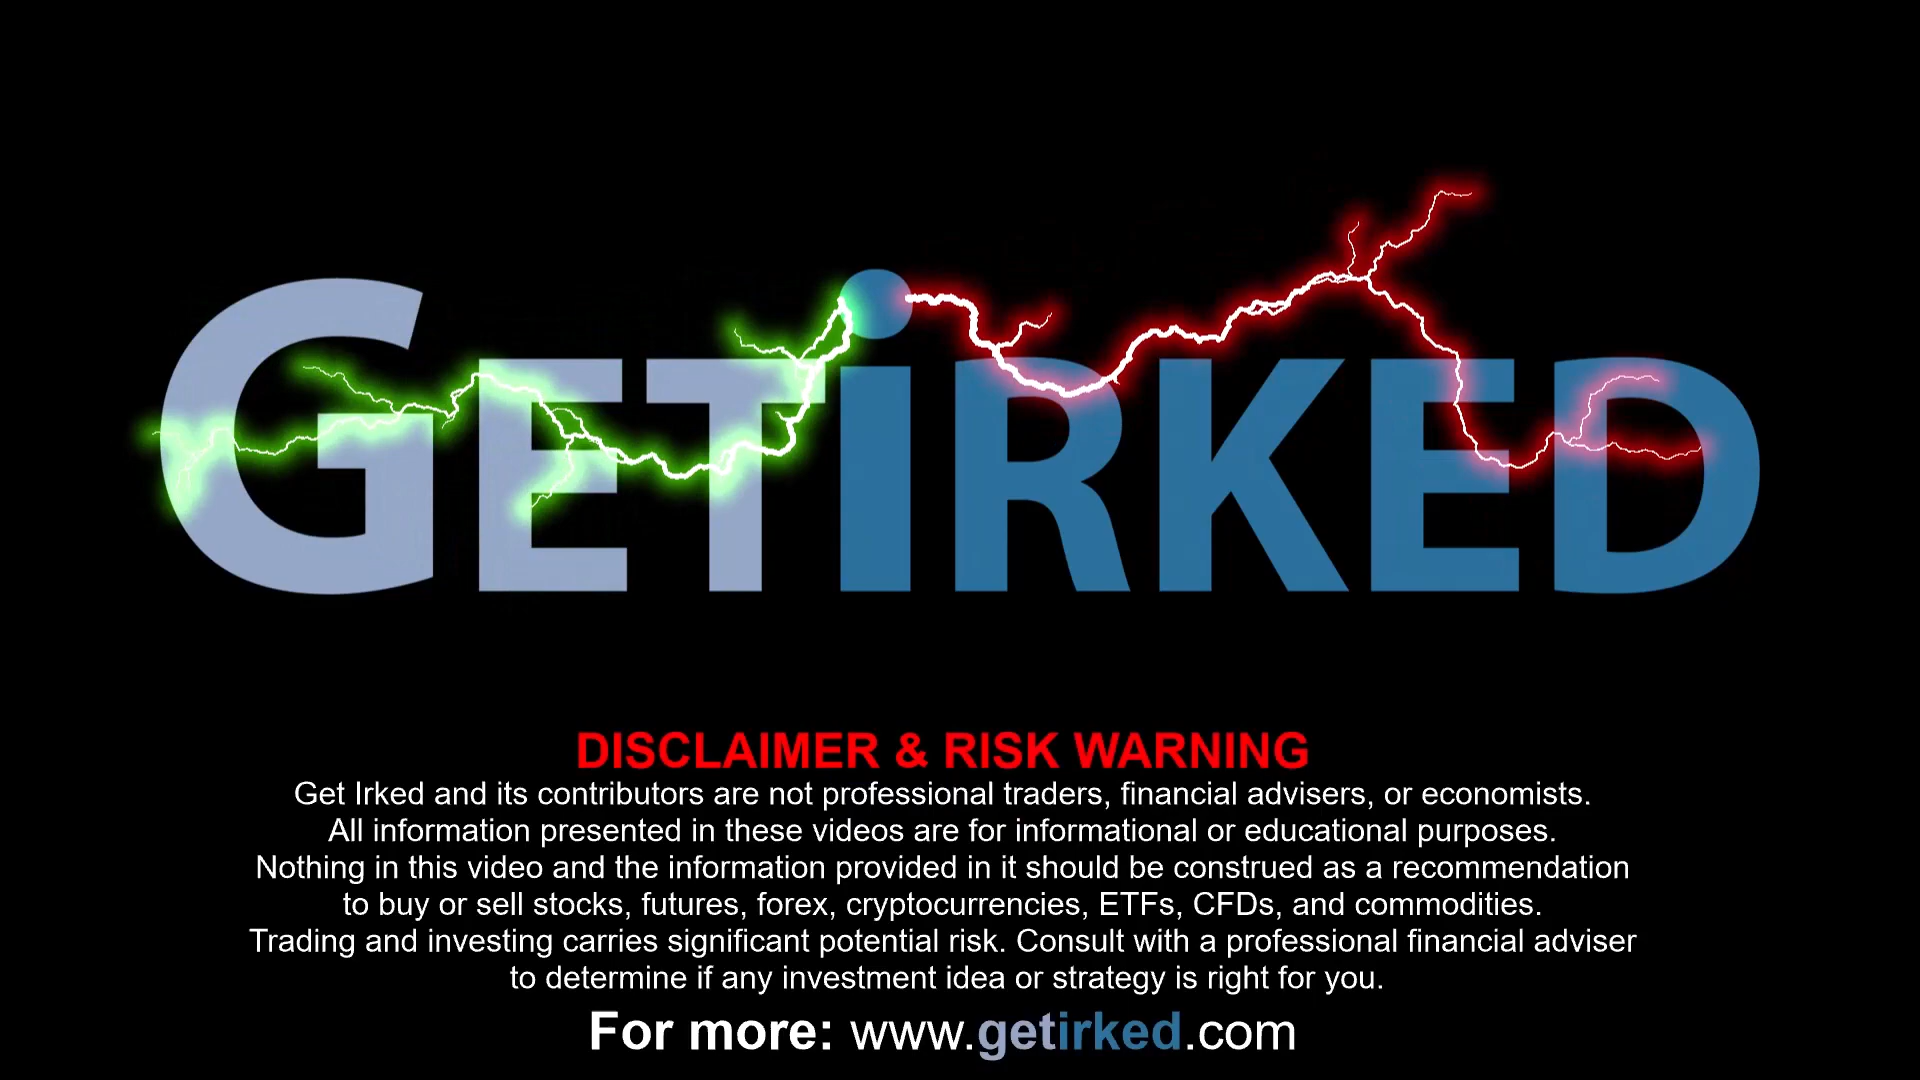 GETiRKED
DISCLAIMER & RISK WARNING
Get Irked and its contributors are not professional traders, financial advisers, or economists.
All information presented in these videos are for informational or educational purposes.
Nothing in this video and the information provided in it should be construed as a recommendation
to buy or sell stocks, futures, forex, cryptocurrencies, ETFs, CFDs, and commodities.
Trading and investing carries significant potential risk. Consult with a professional financial adviser
to determine if any investment idea or strategy is right for you.
For more: www.getirked.com